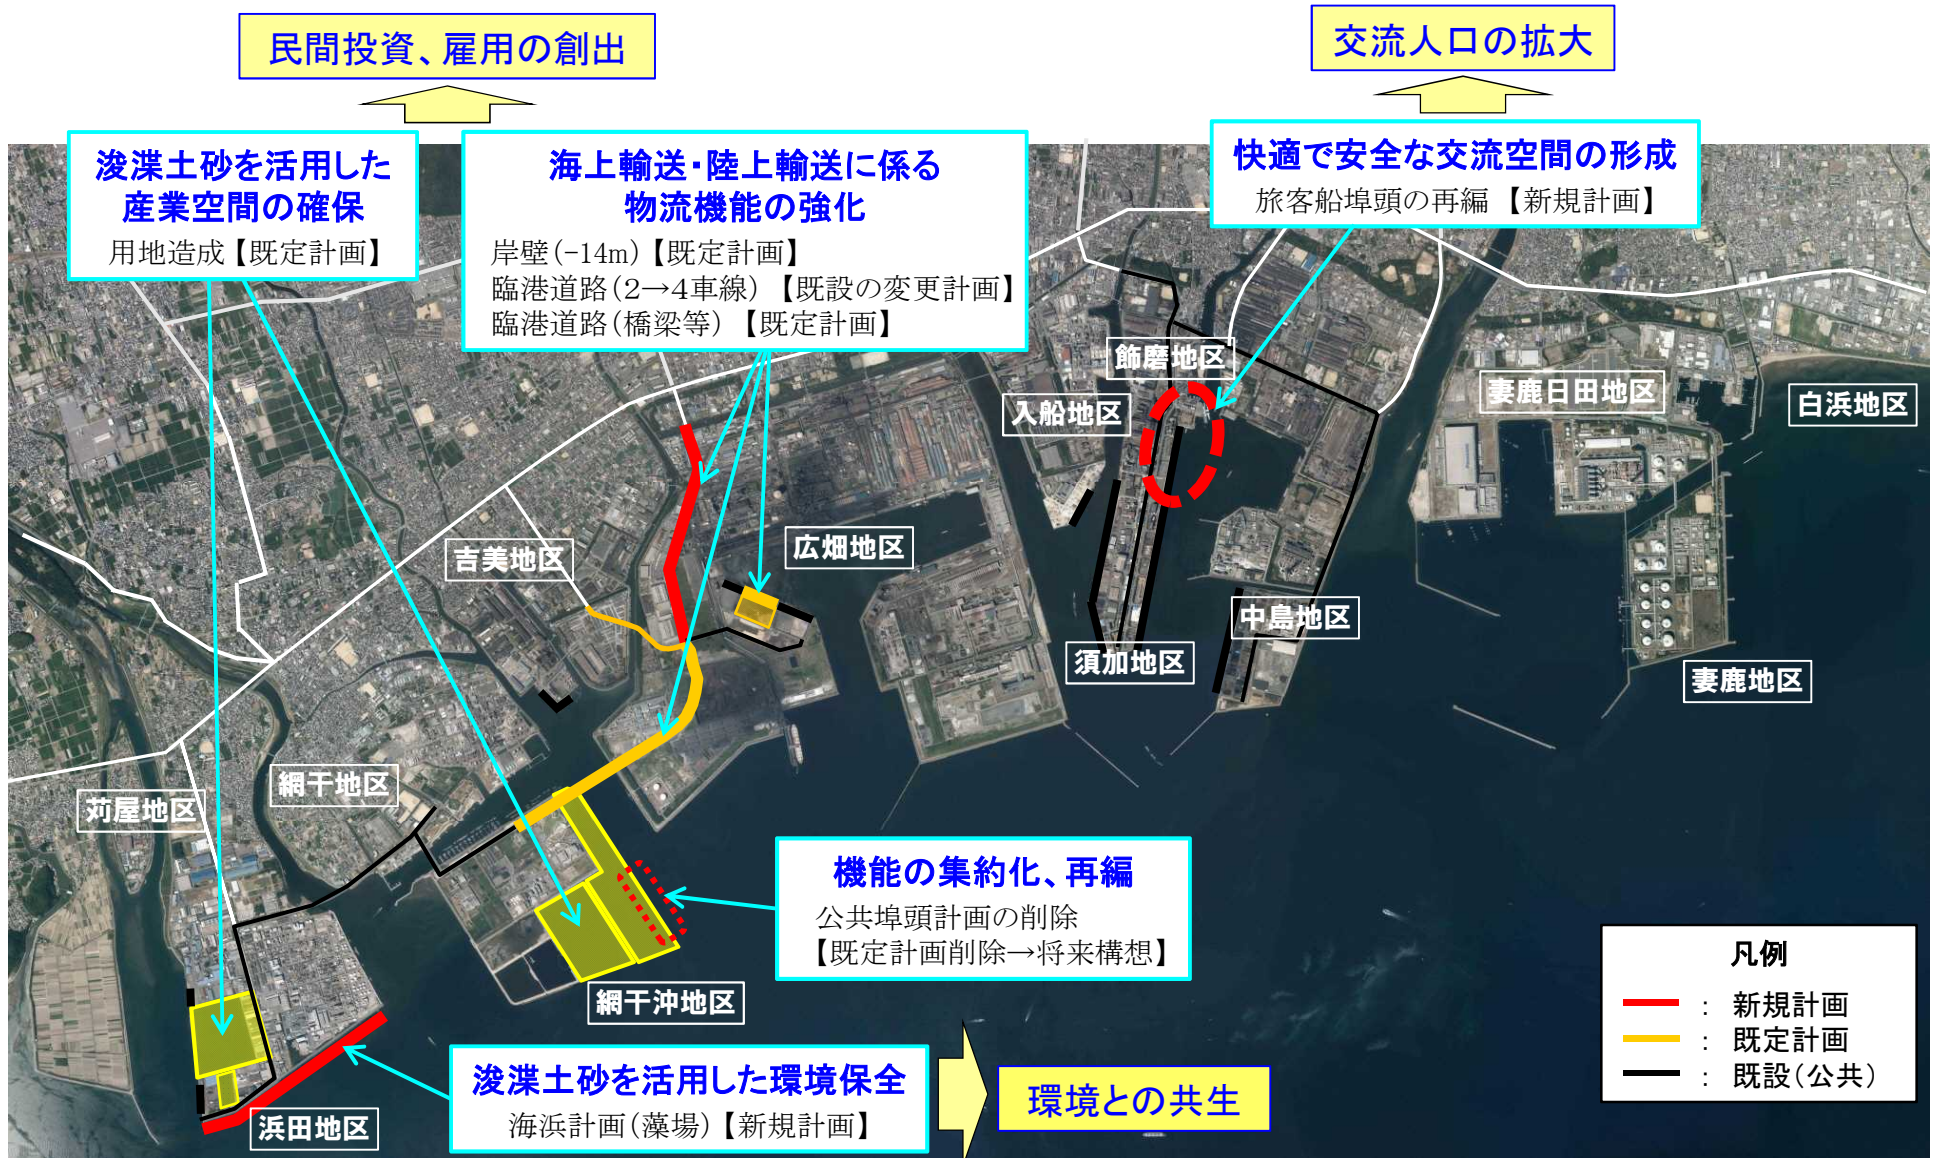 民間投資、雇用の創出
交流人口の拡大
浚渫土砂を活用した
産業空間の確保
用地造成【既定計画】
海上輸送・陸上輸送に係る
物流機能の強化
岸壁(-14m)【既定計画】
臨港道路(2→4車線)【既設の変更計画】
臨港道路(橋梁等)【既定計画】
快適で安全な交流空間の形成
旅客船埠頭の再編【新規計画】
飾磨地区
入船地区
妻鹿日田地区
白浜地区
吉美地区
広畑地区
中島地区
須加地区
妻鹿地区
網干地区
苅屋地区
機能の集約化、再編
公共埠頭計画の削除
【既定計画削除→将来構想】
網干沖地区
浚渫土砂を活用した環境保全
海浜計画(藻場)【新規計画】
環境との共生
浜田地区
凡例
: 新規計画
: 既定計画
: 既設(公共)